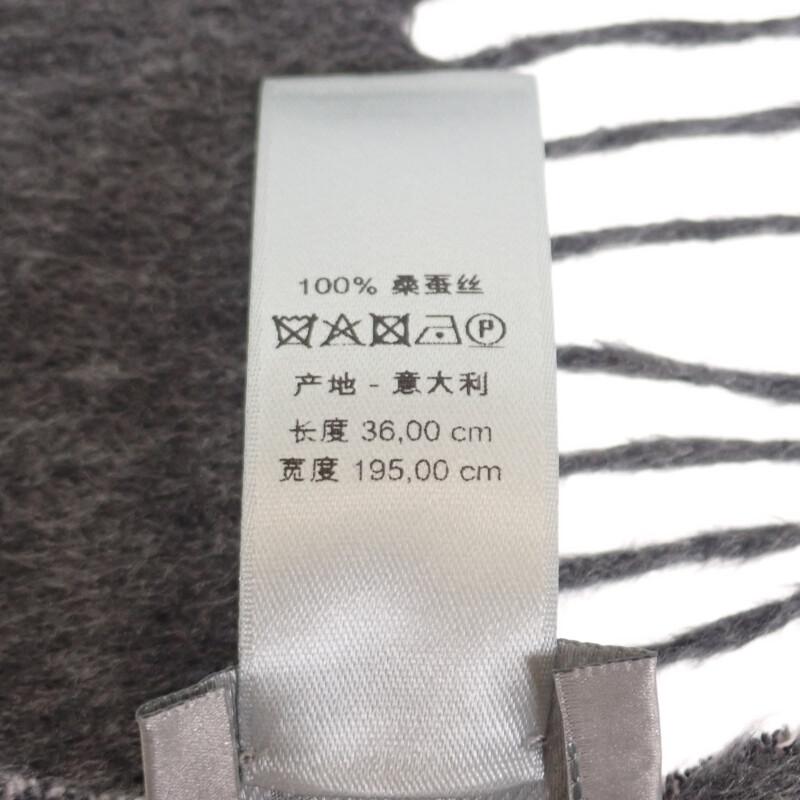 100% 桑蚕丝
P
产地 - 意大利
长度 36,00 cm
宽度 195,00 cm